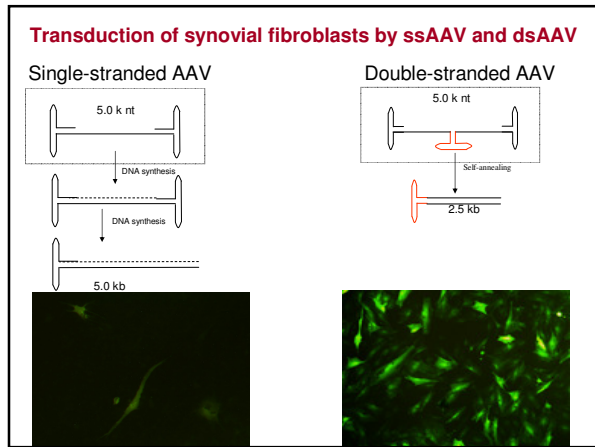 Transduction of synovial fibroblasts by ssAAV and dsAAV
Single-stranded AAV
5.0 k nt
DNA synthesis
DNA synthesis
5.0 kb
Double-stranded AAV
5.0 k nt
Self-annealing
2.5 kb